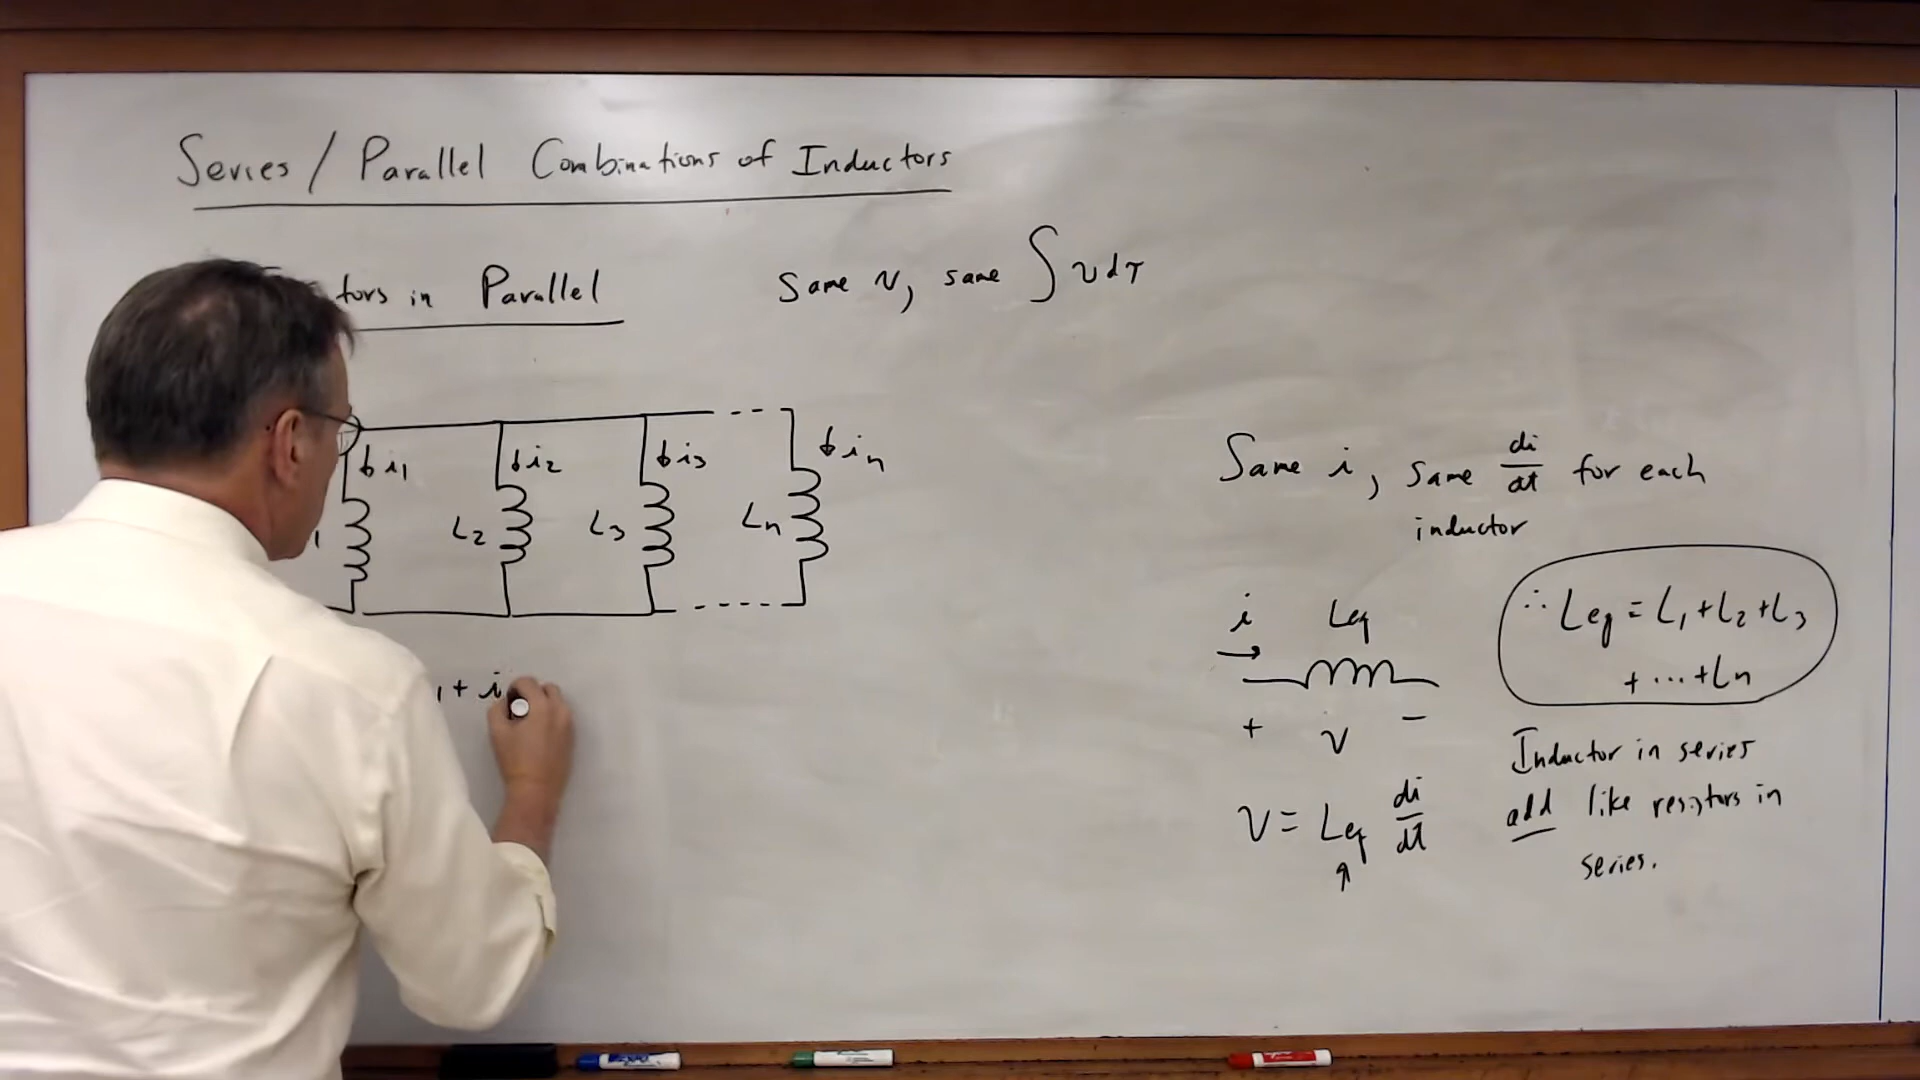 Series / Parallel Combinations of Inductors
tors in Parallel
Same v, same ∫ v dτ
i₁ i₂ i₃ iₙ
₁ L₂ L₃ Lₙ
₁ + i
Same i, same di/dt for each
inductor
i Leq
→
+ v −
v = Leq di/dt
↑
∴ Leq = L₁ + L₂ + L₃
+ ... + Ln
Inductor in series
add like resistors in
series.